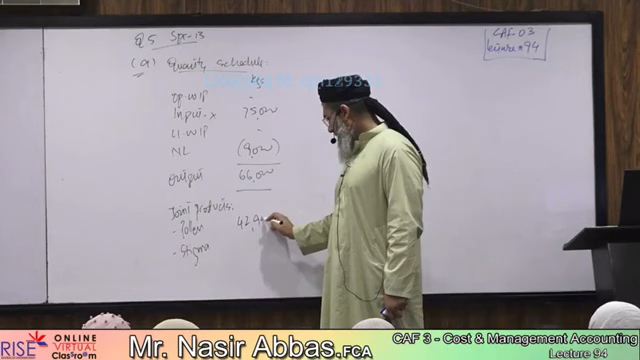 Q5 Spr-13
(a) Quantity schedule:
kgs
Op. WIP -
Input - x 75,000
Cl. WIP -
NL (9,000)
Output 66,000
Joint products:
- Pollen 42,90
- Stigma
CAF-03
Lecture # 94
RISE ONLINE VIRTUAL Classroom
Mr. Nasir Abbas.FCA
CAF 3 - Cost & Management Accounting
Lecture 94